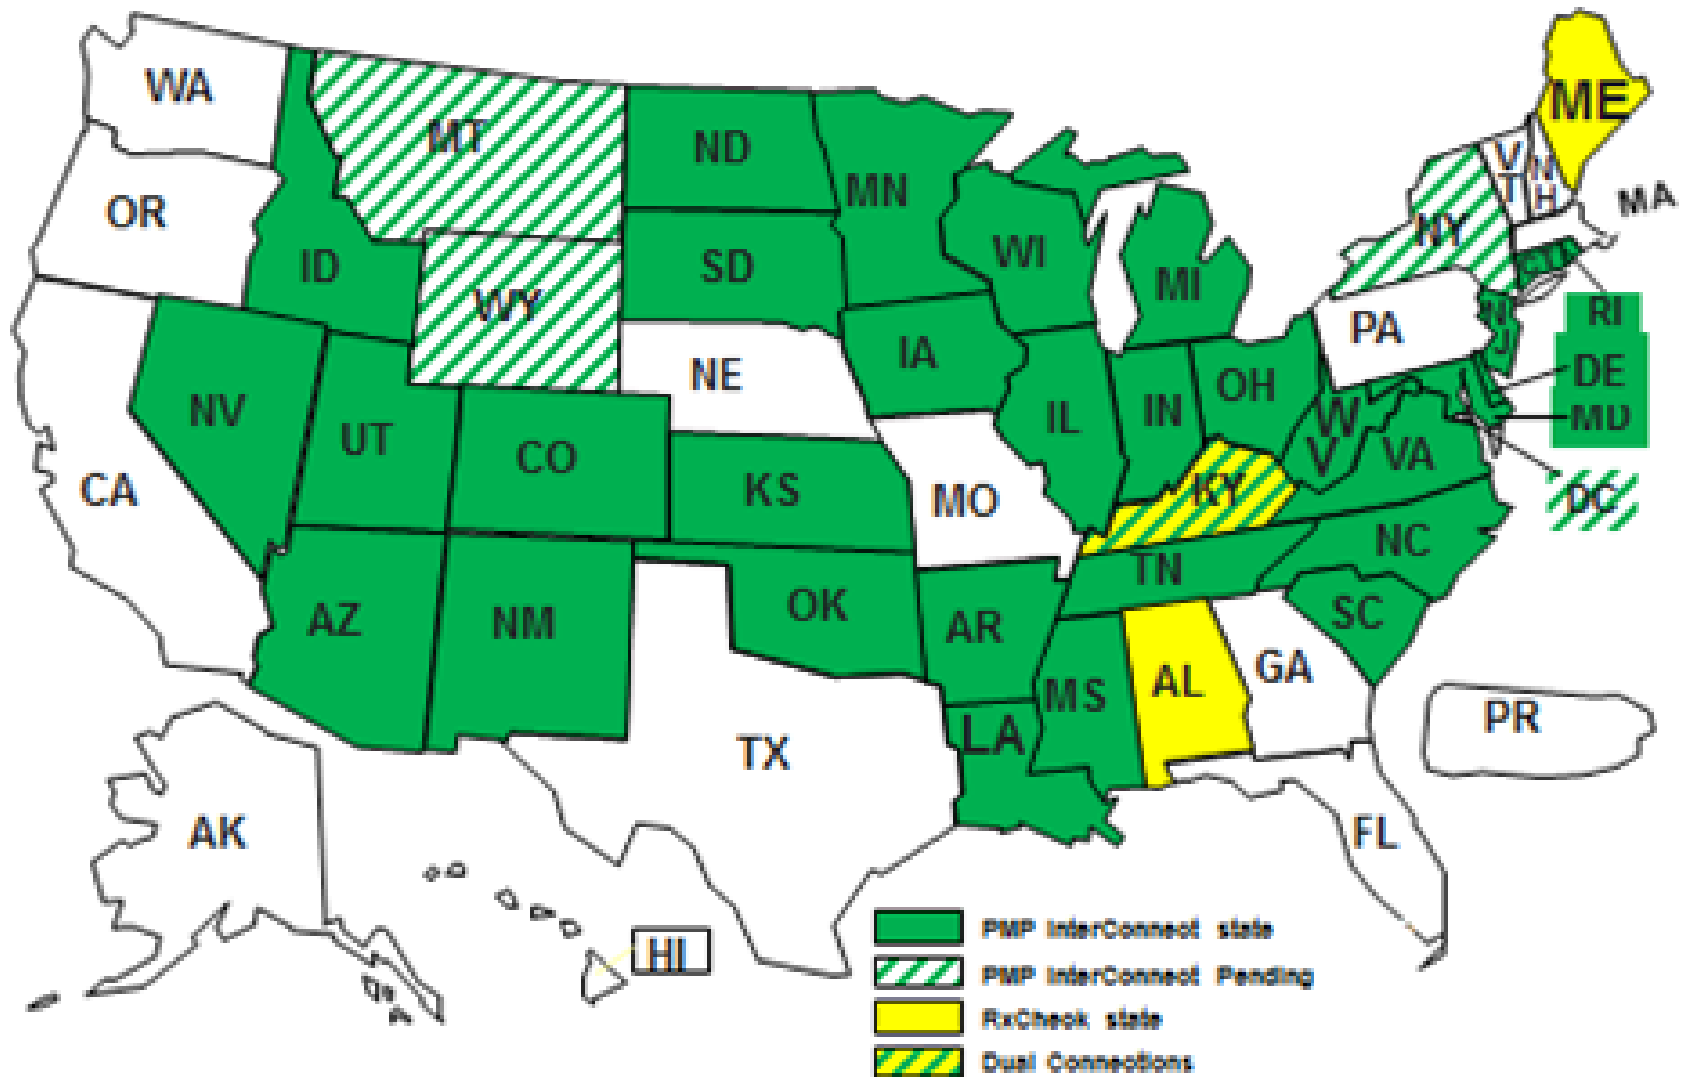 WA
MT
ND
MN
ME
VT
NH
MA
OR
ID
WY
SD
WI
MI
NY
CT
RI
NV
UT
CO
NE
IA
IL
IN
OH
PA
NJ
DE
MD
CA
KS
MO
KY
WV
VA
DC
AZ
NM
OK
AR
TN
NC
SC
TX
LA
MS
AL
GA
PR
AK
HI
FL
PMP InterConnect state
PMP InterConnect Pending
RxCheck state
Dual Connections